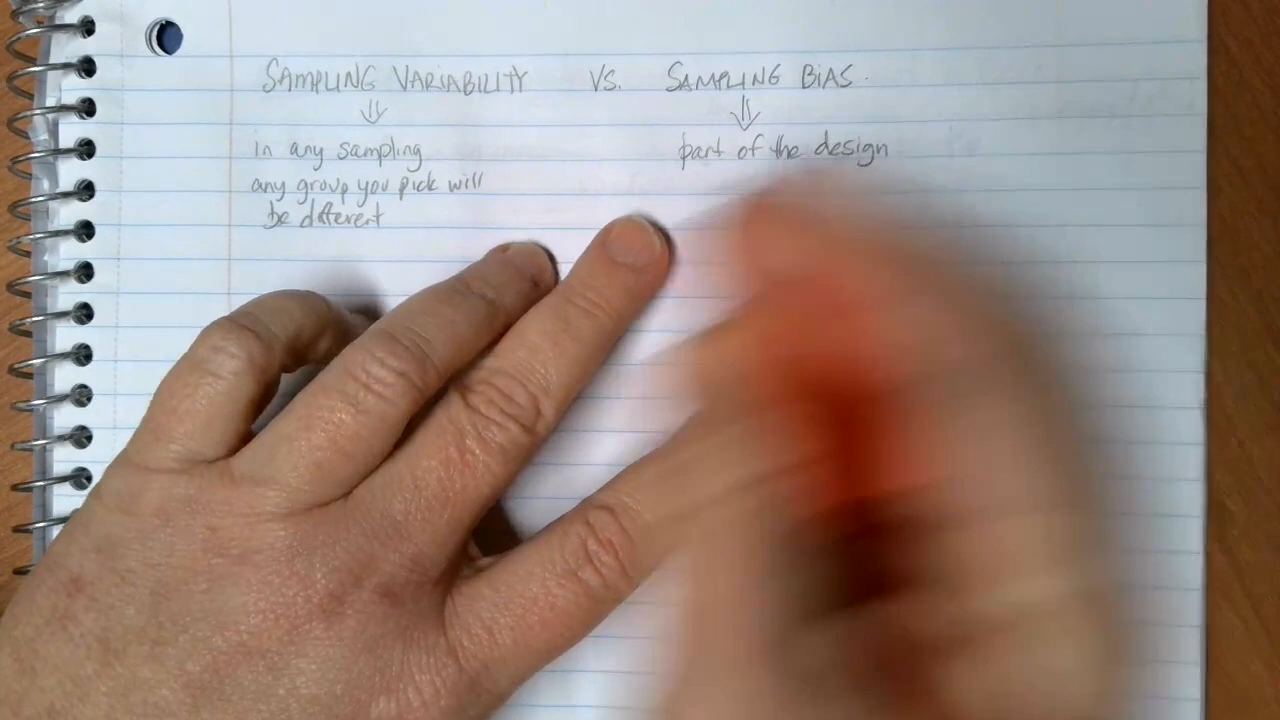 SAMPLING VARIABILITY VS. SAMPLING BIAS.
in any sampling
any group you pick will
be different
part of the design